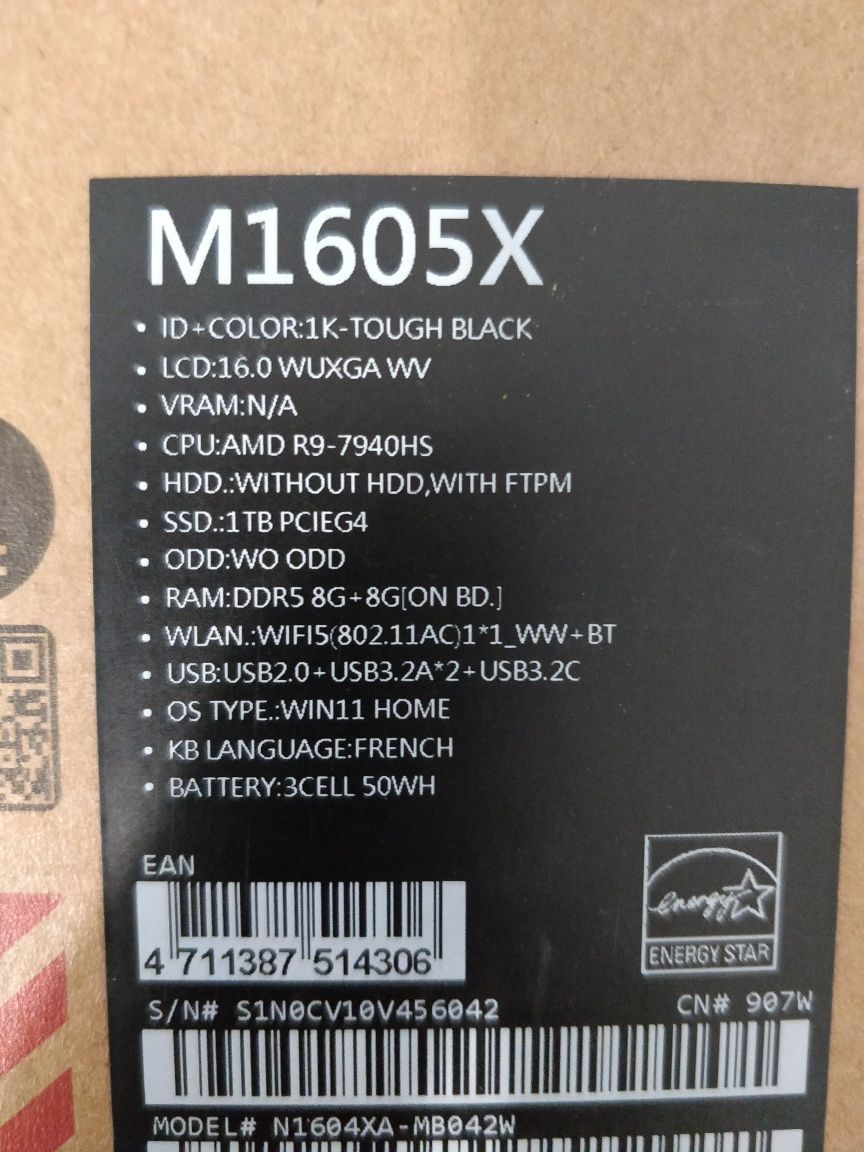 M1605X
• ID+COLOR:1K-TOUGH BLACK
• LCD:16.0 WUXGA WV
• VRAM:N/A
• CPU:AMD R9-7940HS
• HDD.:WITHOUT HDD,WITH FTPM
• SSD.:1TB PCIEG4
• ODD:WO ODD
• RAM:DDR5 8G+8G[ON BD.]
• WLAN.:WIFI5(802.11AC)1*1_WW+BT
• USB:USB2.0+USB3.2A*2+USB3.2C
• OS TYPE.:WIN11 HOME
• KB LANGUAGE:FRENCH
• BATTERY:3CELL 50WH
EAN
4 711387 514306
energy
ENERGY STAR
S/N# S1N0CV10V456042 CN# 907W
MODEL# N1604XA-MB042W